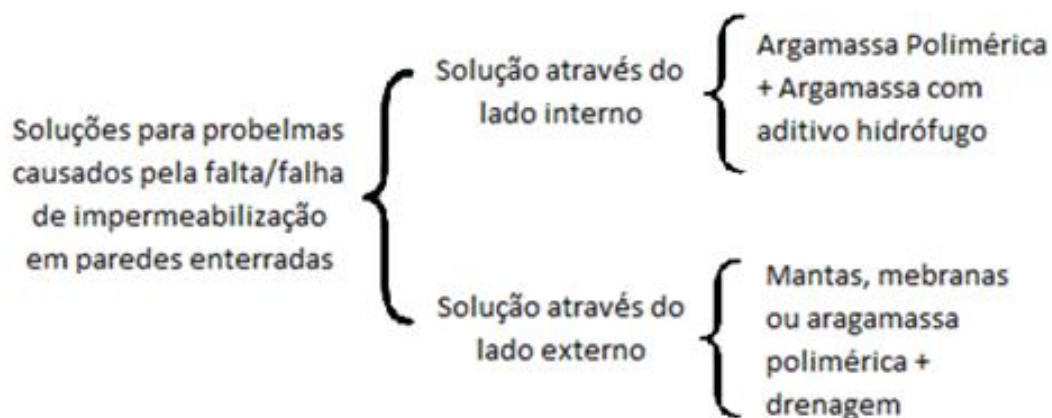 Soluções para probelmas
causados pela falta/falha
de impermeabilização
em paredes enterradas
Solução através do
lado interno
Argamassa Polimérica
+ Argamassa com
aditivo hidrófugo
Solução através do
lado externo
Mantas, mebranas
ou aragamassa
polimérica +
drenagem